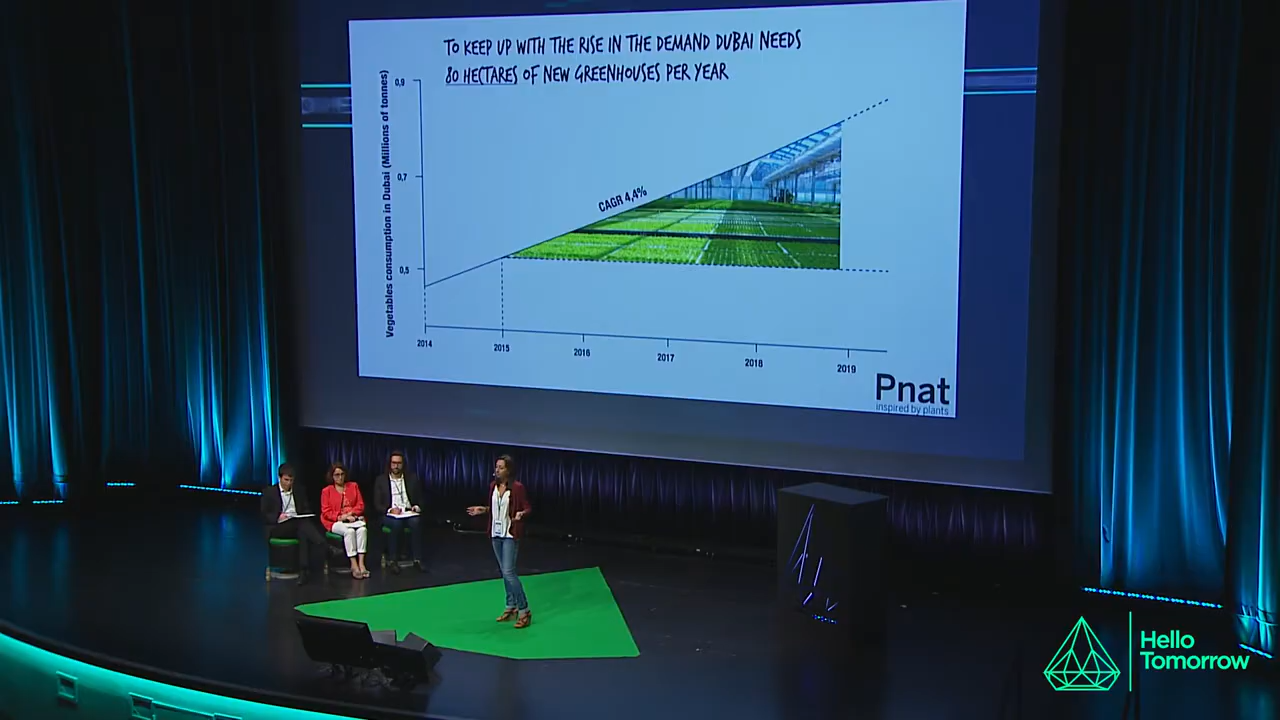 TO KEEP UP WITH THE RISE IN THE DEMAND DUBAI NEEDS
80 HECTARES OF NEW GREENHOUSES PER YEAR
Vegetables consumption in Dubai (Millions of tonnes)
0,9
0,7
0,5
CAGR 4,4%
2014
2015
2016
2017
2018
2019
Pnat
inspired by plants
Hello
Tomorrow